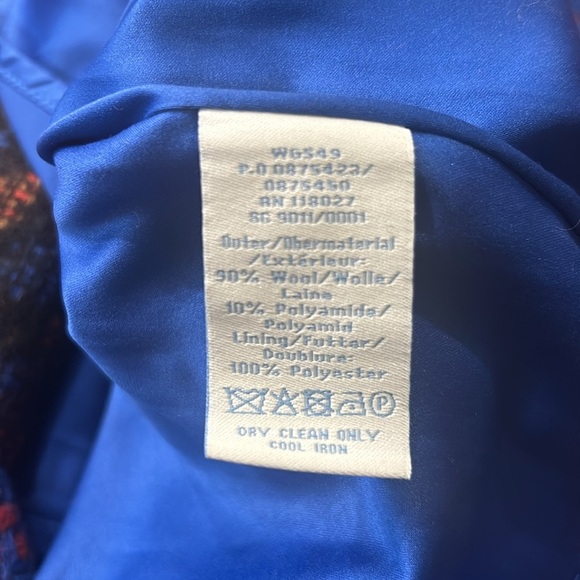 WG549
P.O 0875423/
0875450
RN 118027
SG 9011/0001
Outer/Obermaterial
/Extérieur:
90% Wool/Wolle/
Laine
10% Polyamide/
Polyamid
Lining/Futter/
Doublure:
100% Polyester
P
DRY CLEAN ONLY
COOL IRON